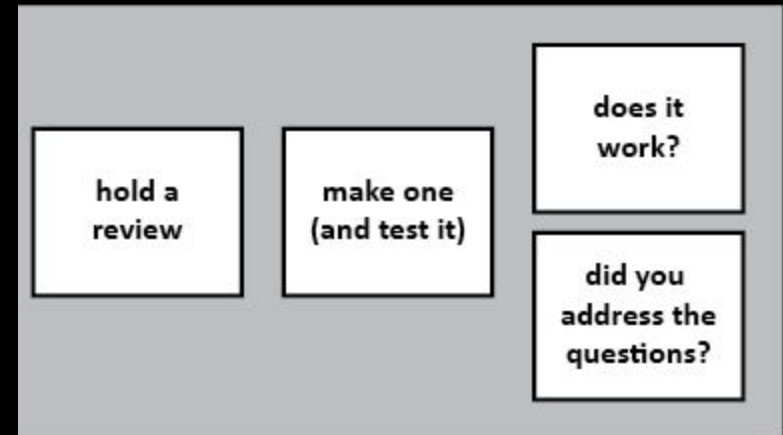 hold a
review
make one
(and test it)
does it
work?
did you
address the
questions?